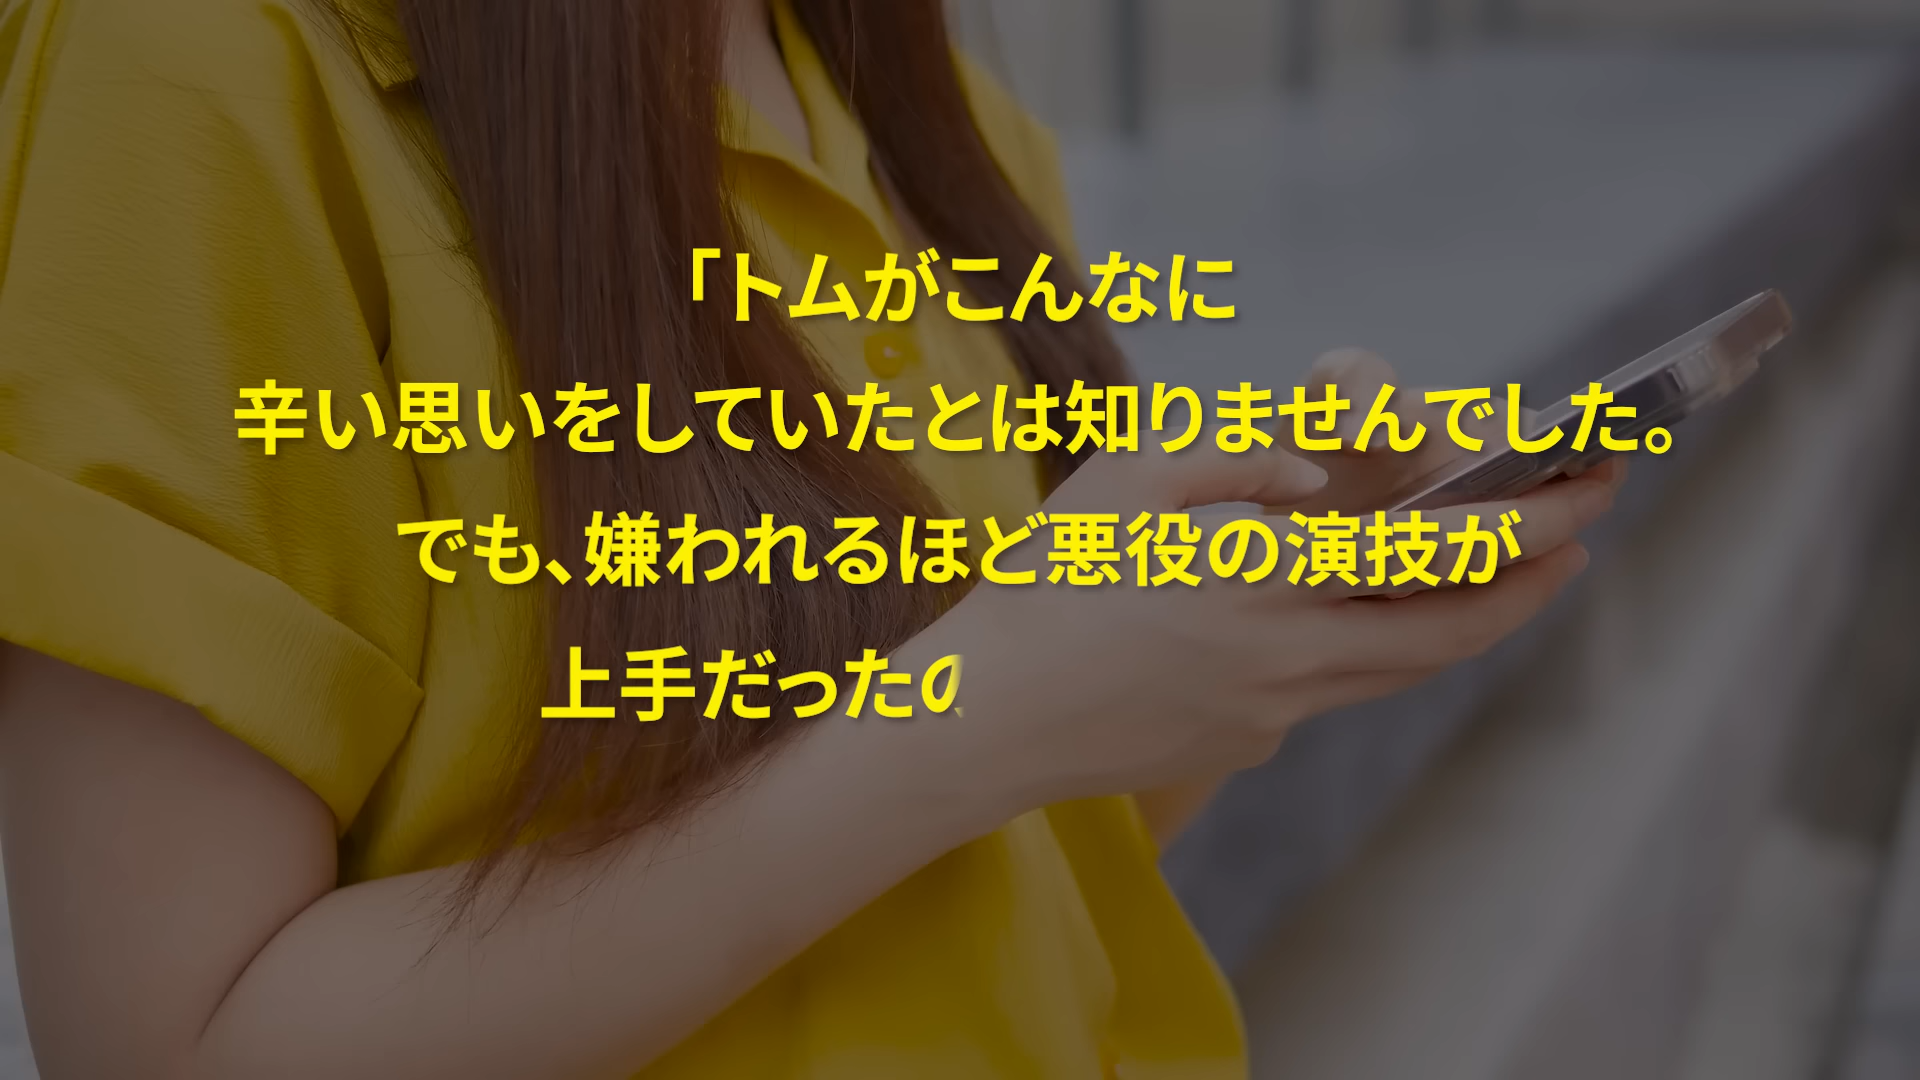 「トムがこんなに
辛い思いをしていたとは知りませんでした。
でも、嫌われるほど悪役の演技が
上手だったの